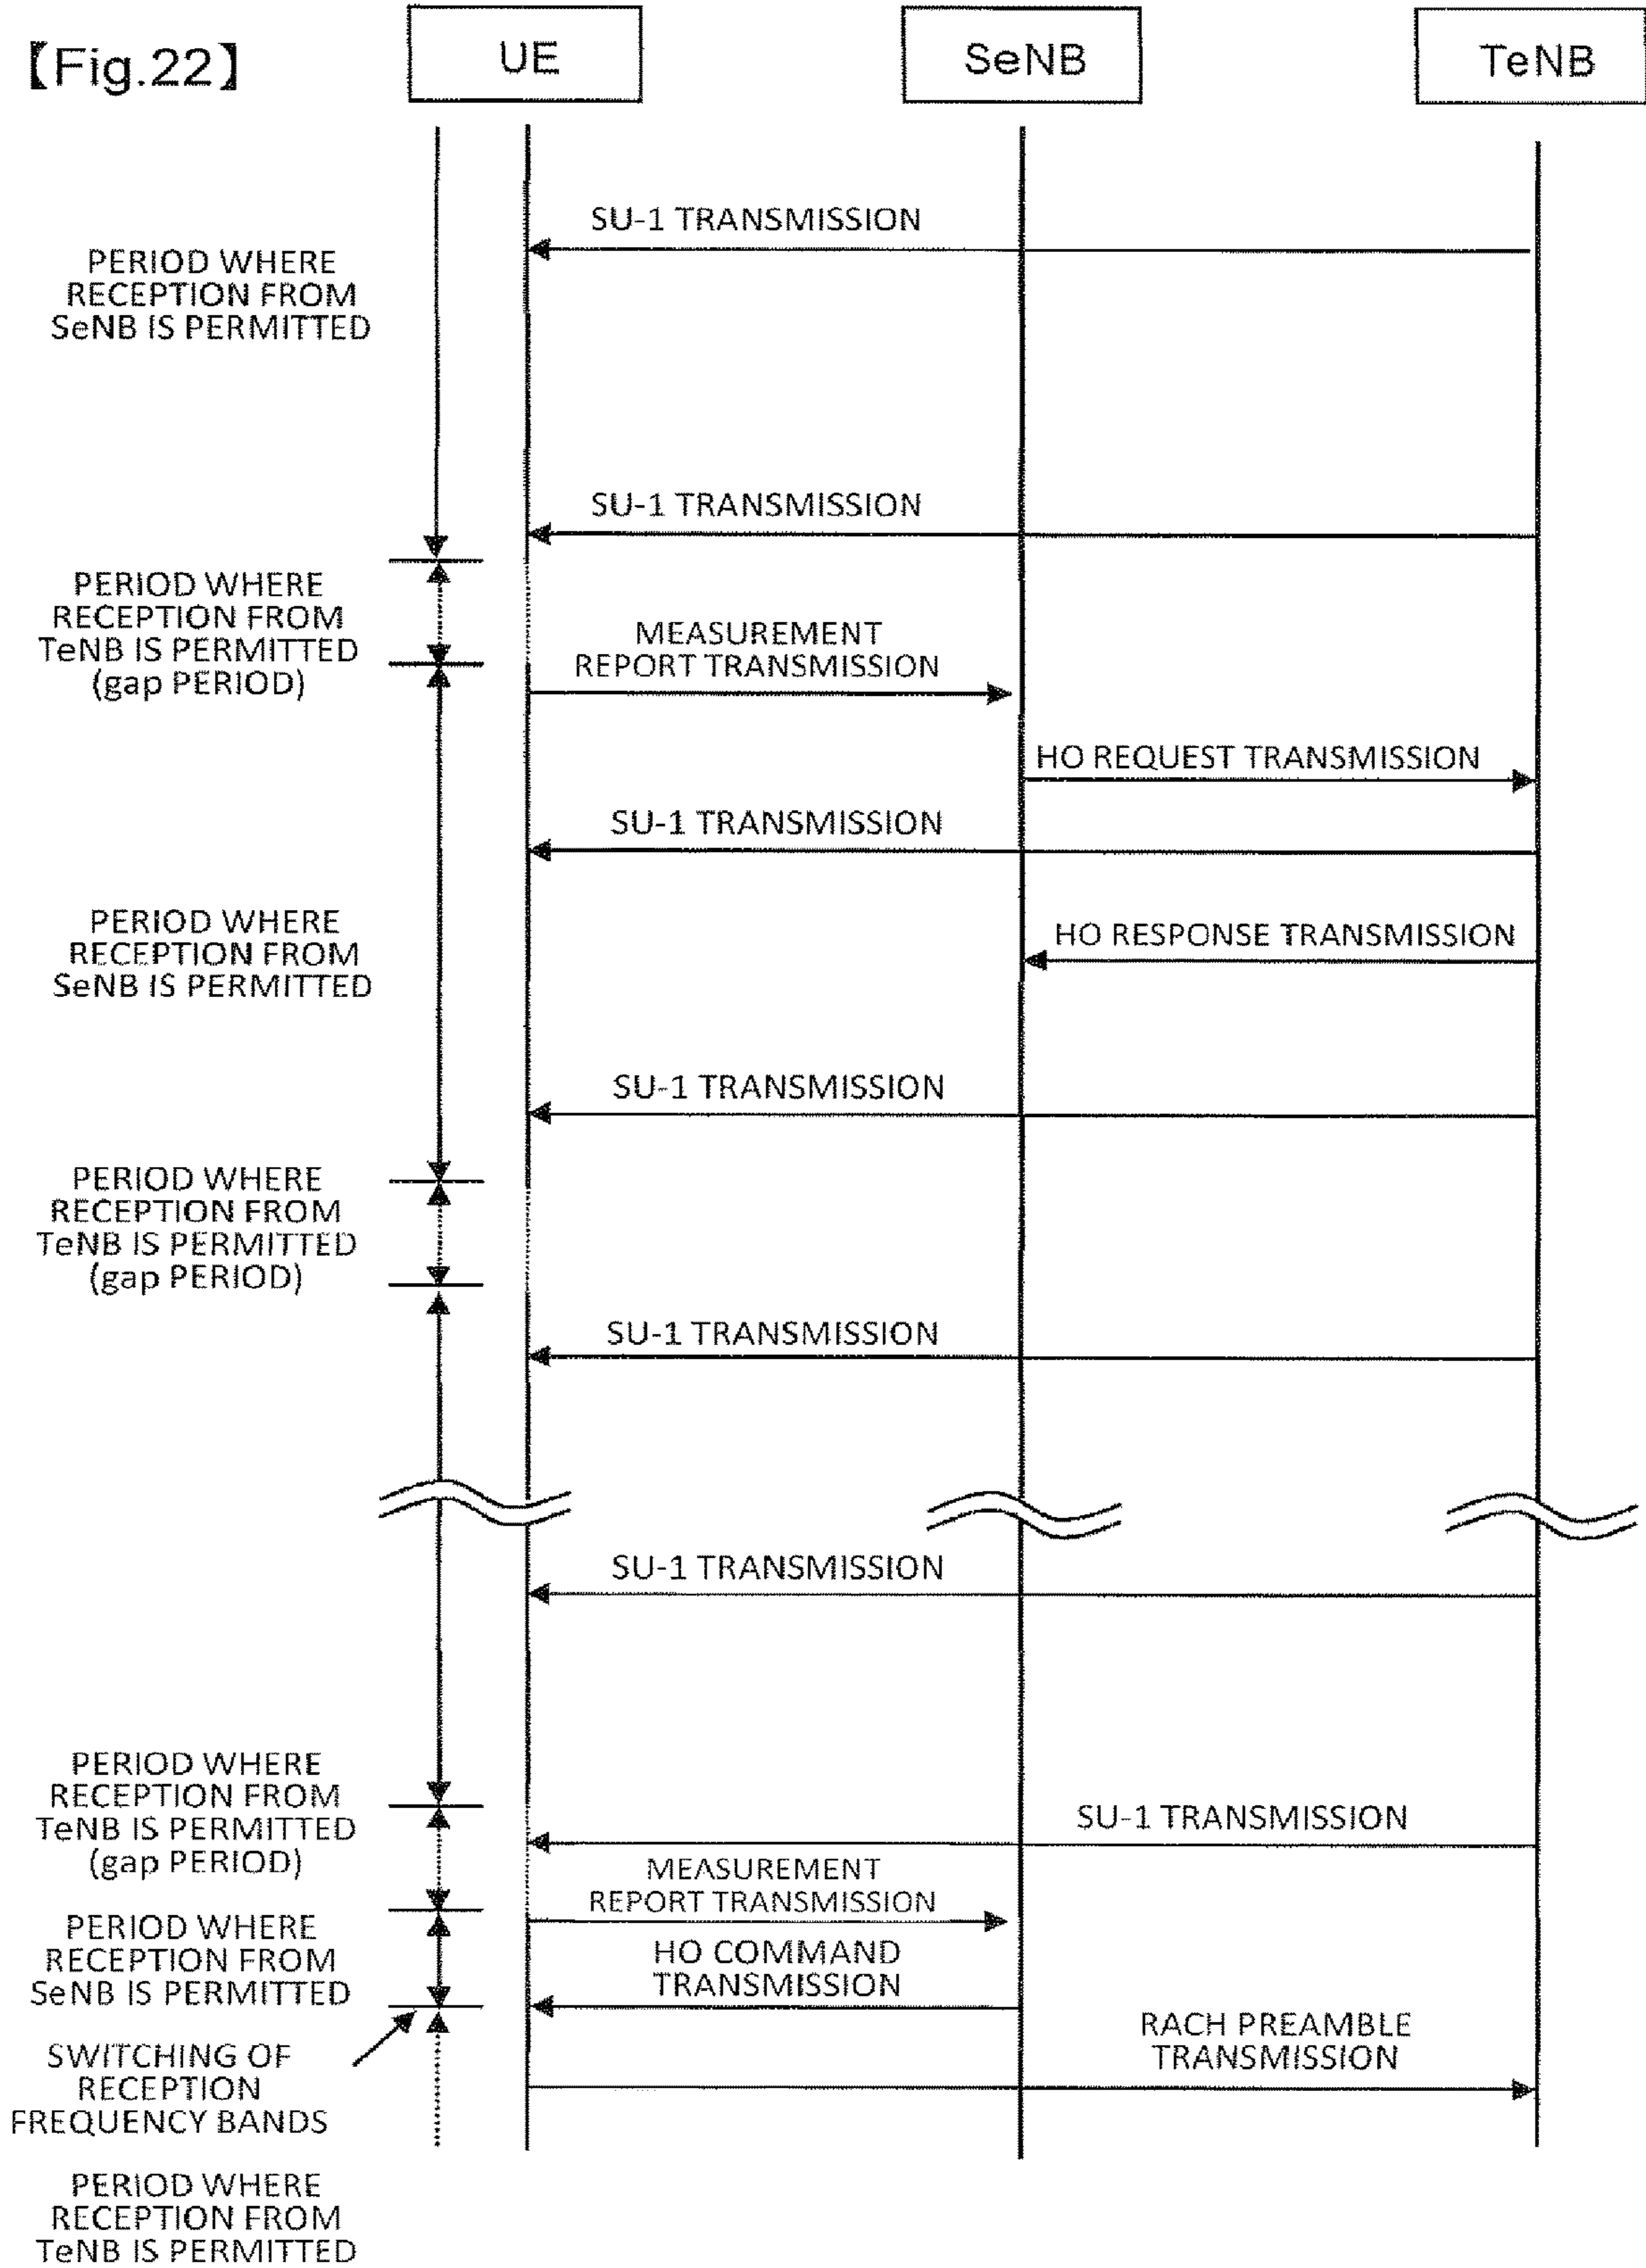 【Fig.22】
UE
SeNB
TeNB
SU-1 TRANSMISSION
PERIOD WHERE
RECEPTION FROM
SeNB IS PERMITTED
SU-1 TRANSMISSION
PERIOD WHERE
RECEPTION FROM
TeNB IS PERMITTED
(gap PERIOD)
MEASUREMENT
REPORT TRANSMISSION
HO REQUEST TRANSMISSION
SU-1 TRANSMISSION
PERIOD WHERE
RECEPTION FROM
SeNB IS PERMITTED
HO RESPONSE TRANSMISSION
SU-1 TRANSMISSION
PERIOD WHERE
RECEPTION FROM
TeNB IS PERMITTED
(gap PERIOD)
SU-1 TRANSMISSION
SU-1 TRANSMISSION
PERIOD WHERE
RECEPTION FROM
TeNB IS PERMITTED
(gap PERIOD)
SU-1 TRANSMISSION
MEASUREMENT
REPORT TRANSMISSION
PERIOD WHERE
RECEPTION FROM
SeNB IS PERMITTED
HO COMMAND
TRANSMISSION
RACH PREAMBLE
TRANSMISSION
SWITCHING OF
RECEPTION
FREQUENCY BANDS
PERIOD WHERE
RECEPTION FROM
TeNB IS PERMITTED